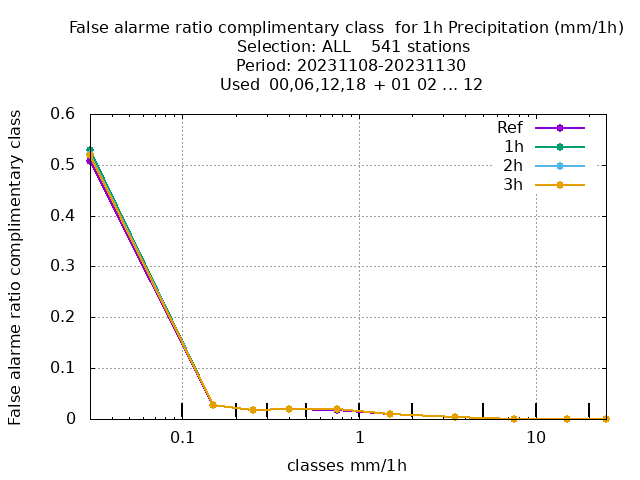 False alarme ratio complimentary class  for 1h Precipitation (mm/1h)
Selection: ALL    541 stations
Period: 20231108-20231130
Used  00,06,12,18  + 01 02 ... 12
False alarme ratio complimentary class
0.6
0.5
0.4
0.3
0.2
0.1
0
Ref
1h
2h
3h
0.1
1
10
classes mm/1h